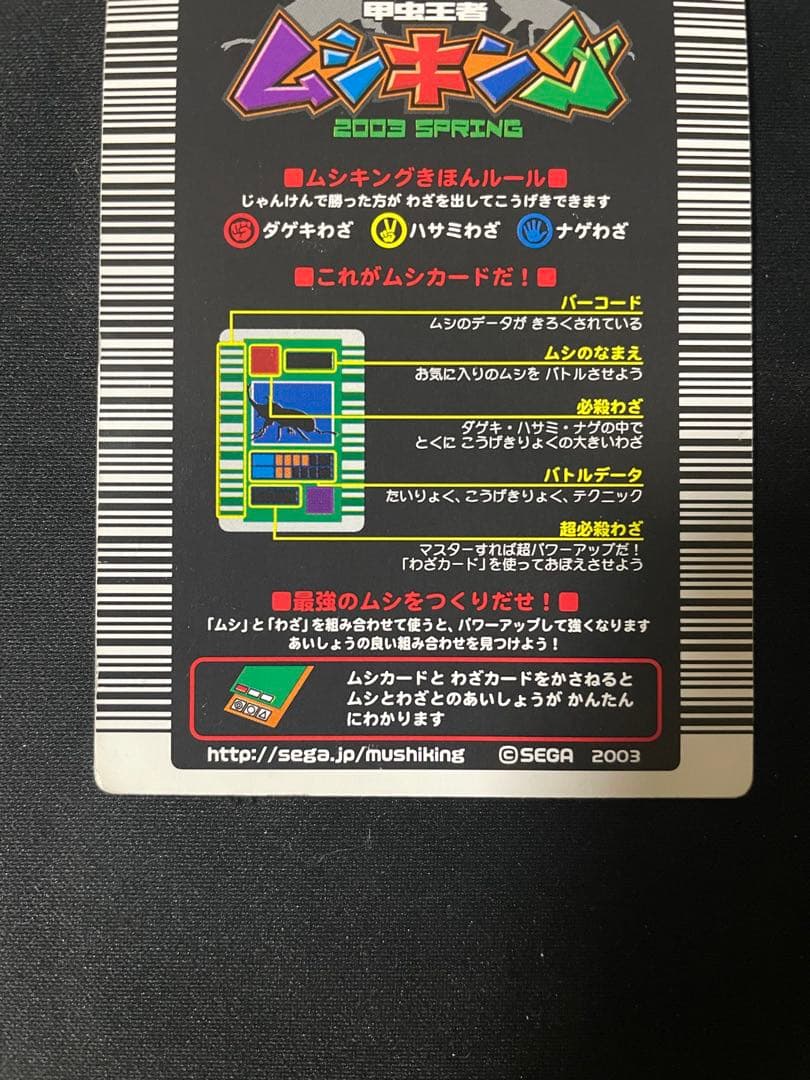 甲虫王者
ムシキング
2003 SPRING
■ムシキングきほんルール■
じゃんけんで勝った方が わざを出してこうげきできます
ダゲキわざ ハサミわざ ナゲわざ
■これがムシカードだ！■
バーコード
ムシのデータが きろくされている
ムシのなまえ
お気に入りのムシを バトルさせよう
必殺わざ
ダゲキ・ハサミ・ナゲの中で
とくに こうげきりょくの大きいわざ
バトルデータ
たいりょく、こうげきりょく、テクニック
超必殺わざ
マスターすれば超パワーアップだ！
「わざカード」を使っておぼえさせよう
■最強のムシをつくりだせ！■
「ムシ」と「わざ」を組み合わせて使うと、パワーアップして強くなります
あいしょうの良い組み合わせを見つけよう！
ムシカードと わざカードをかさねると
ムシとわざとのあいしょうが かんたん
にわかります
http://sega.jp/mushiking ©SEGA 2003